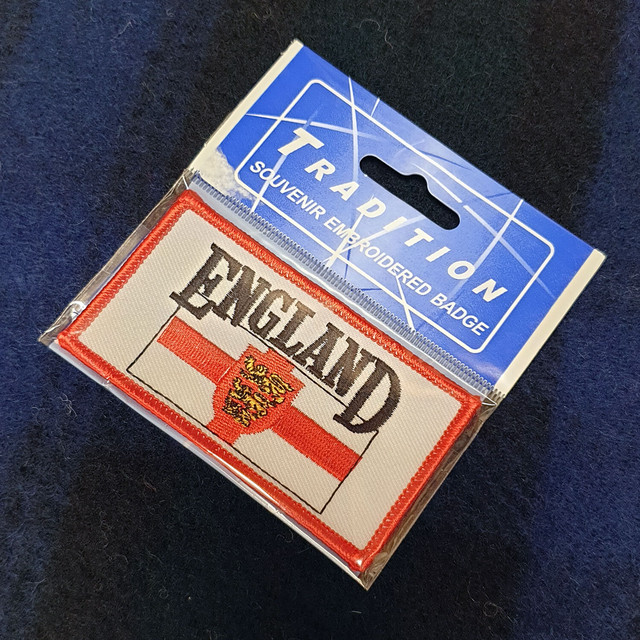 TRADITION
SOUVENIR EMBROIDERED BADGE
ENGLAND